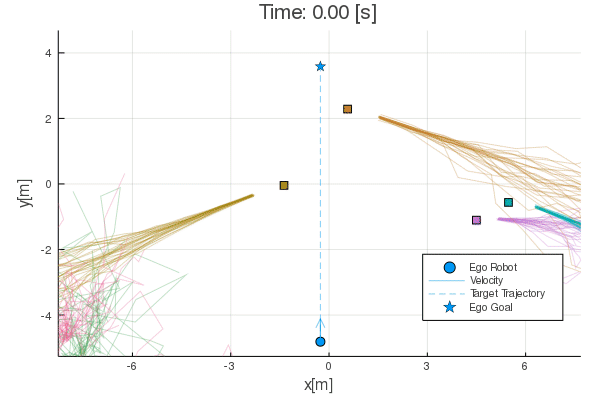 Time: 0.00 [s]
4
2
0
-2
-4
y[m]
Ego Robot
Velocity
Target Trajectory
Ego Goal
-6
-3
0
3
6
x[m]